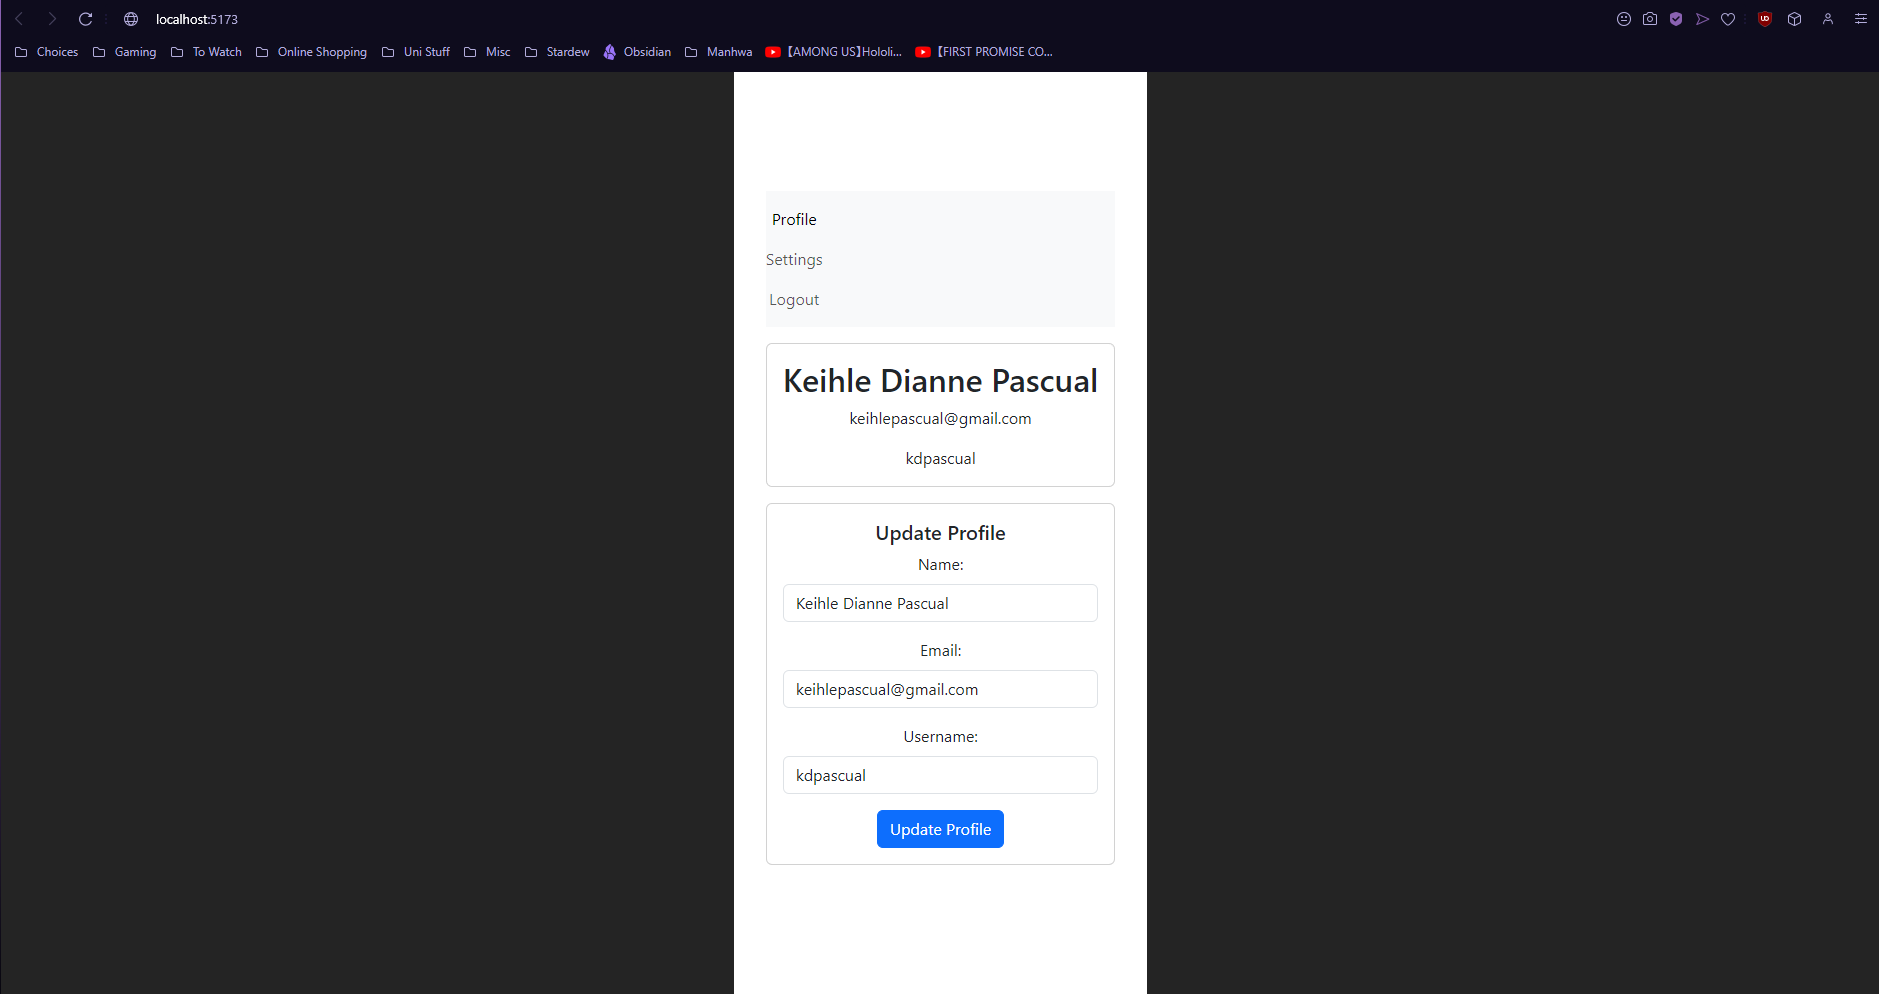 localhost:5173
Choices Gaming To Watch Online Shopping Uni Stuff Misc Stardew Obsidian Manhwa 【AMONG US】Hololi... 【FIRST PROMISE CO...
Profile
Settings
Logout
Keihle Dianne Pascual
keihlepascual@gmail.com
kdpascual
Update Profile
Name:
Keihle Dianne Pascual
Email:
keihlepascual@gmail.com
Username:
kdpascual
Update Profile